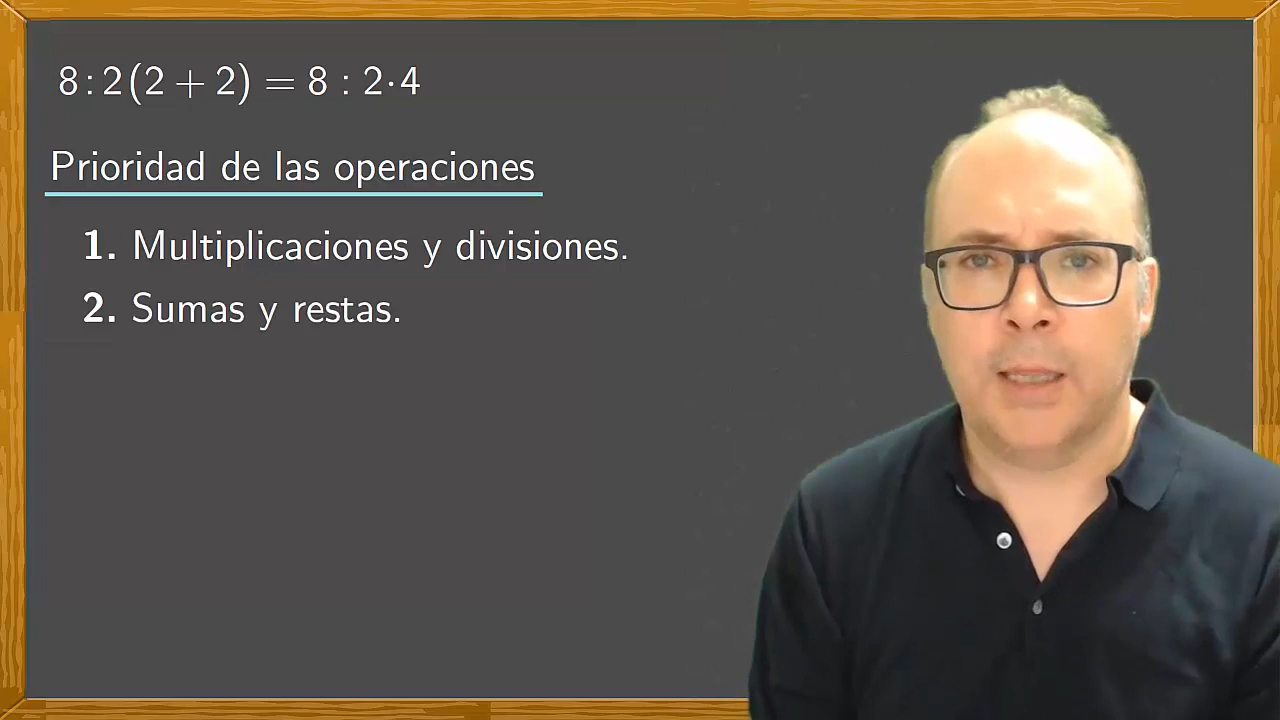 8 : 2(2 + 2) = 8 : 2·4
Prioridad de las operaciones
1. Multiplicaciones y divisiones.
2. Sumas y restas.